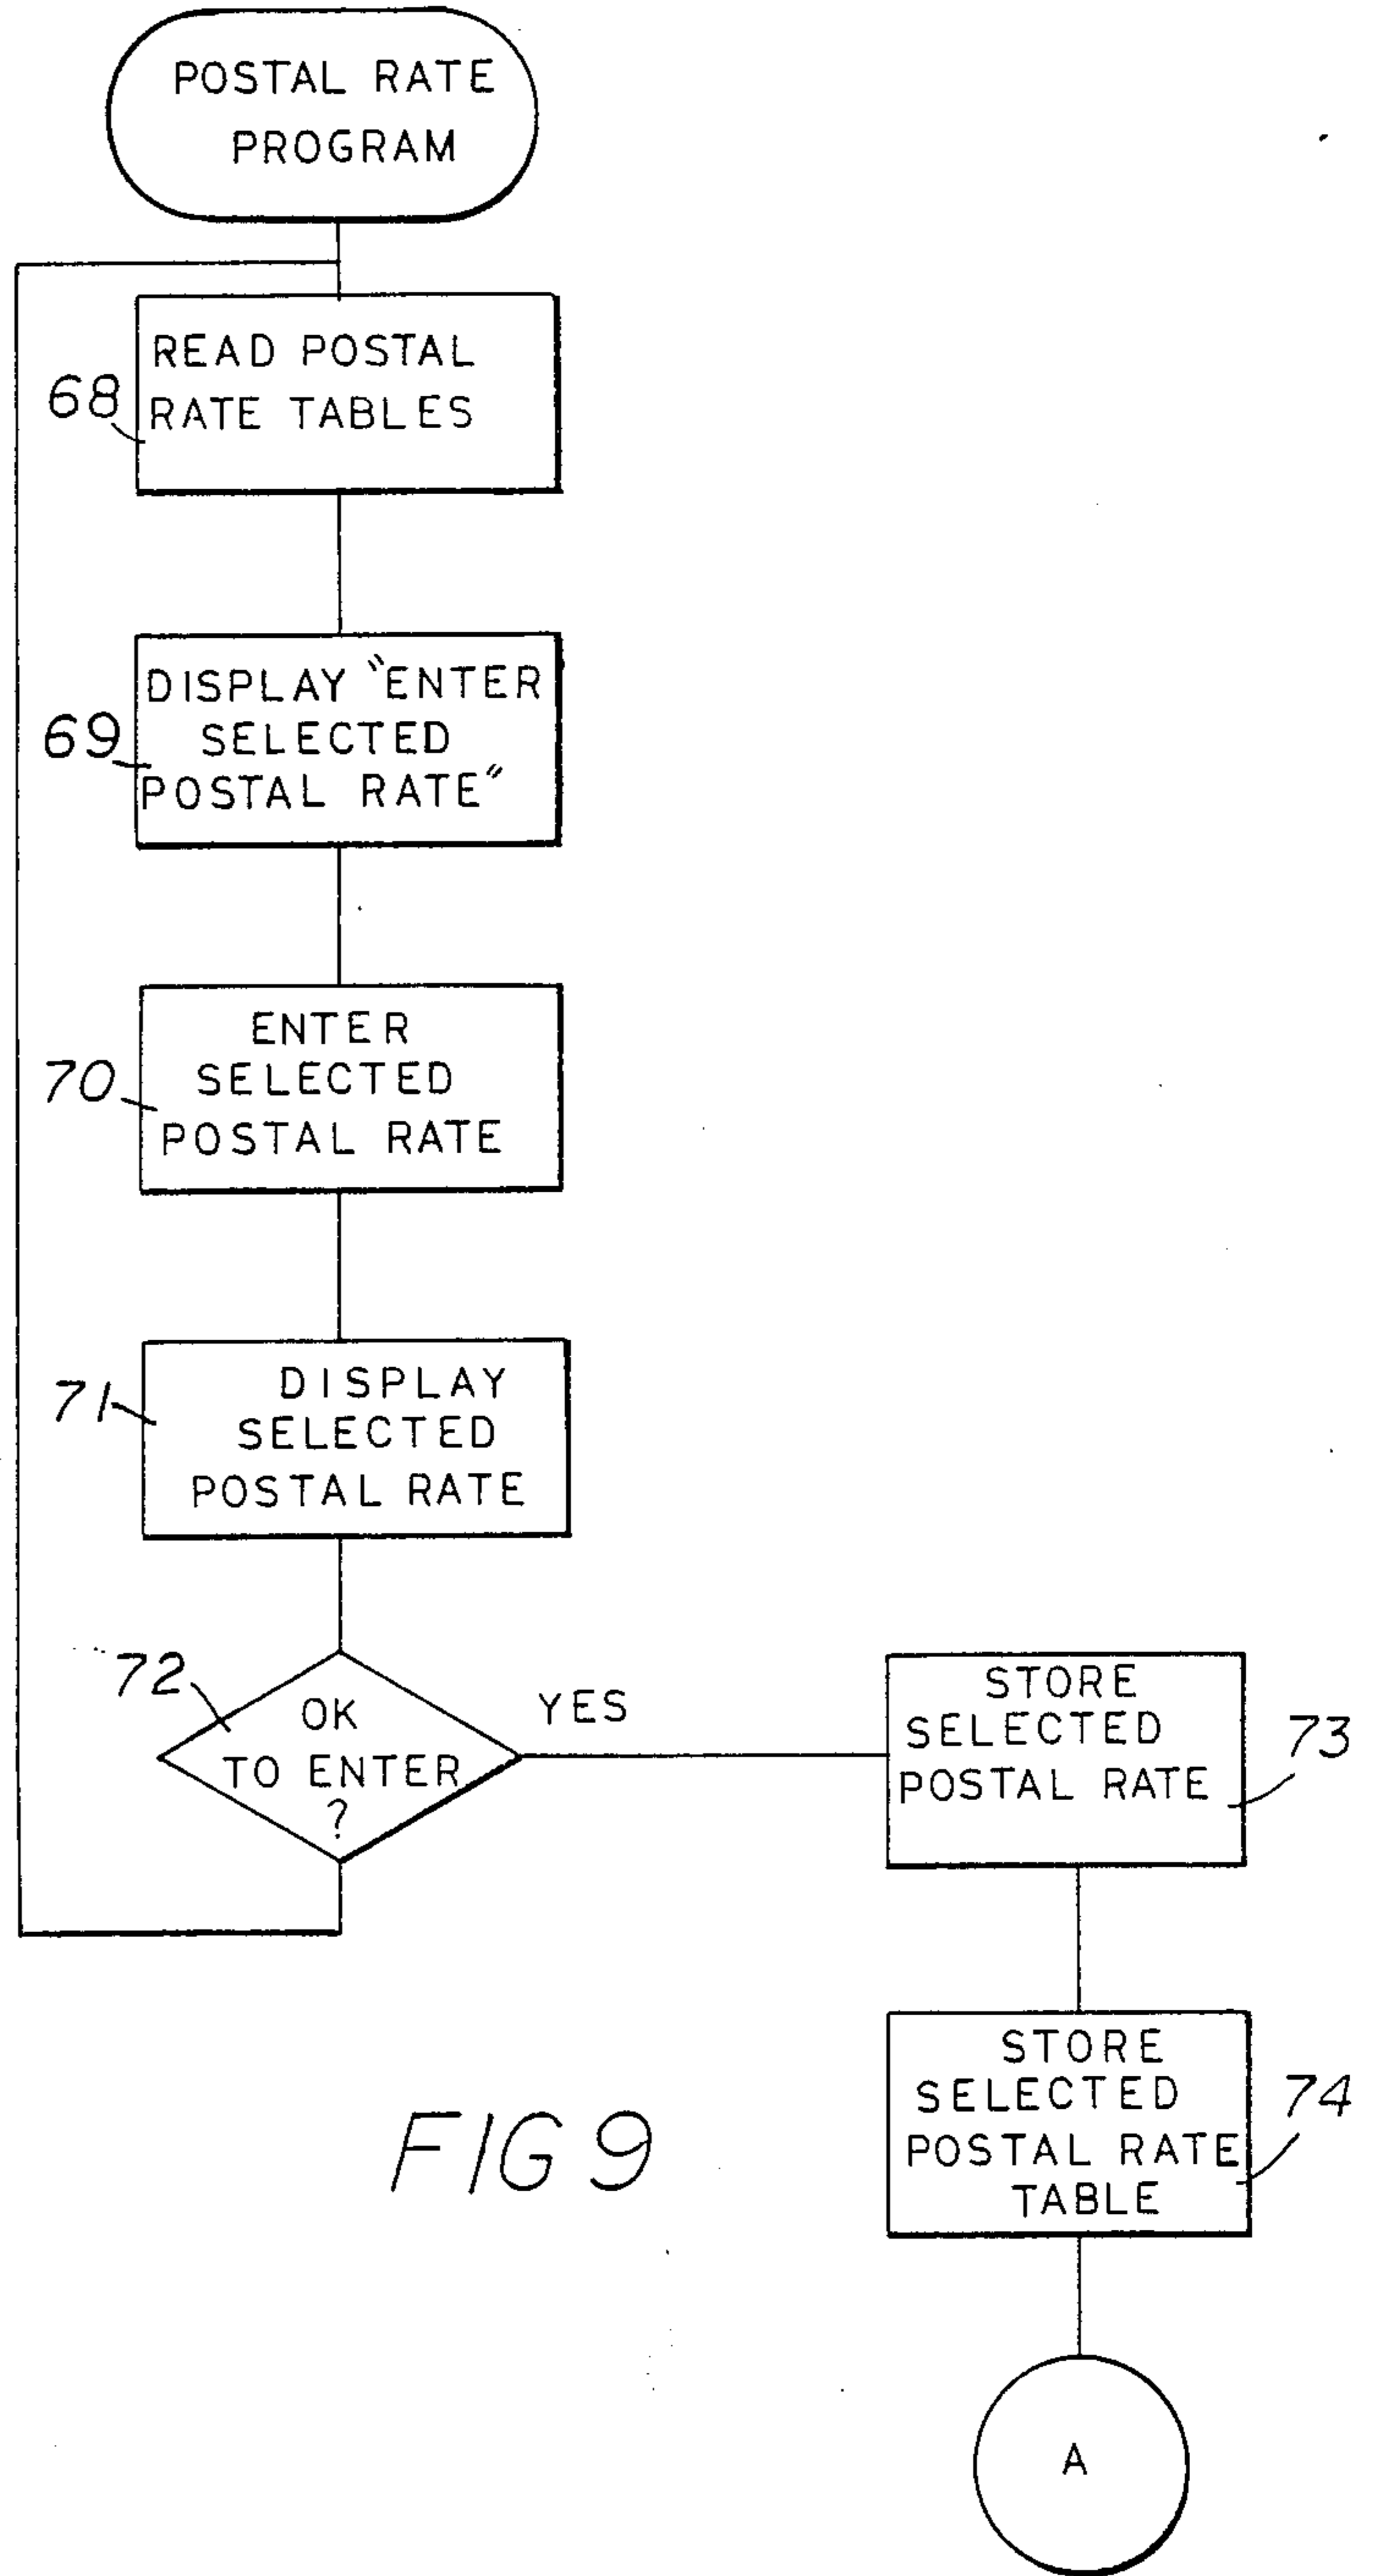 POSTAL RATE
PROGRAM
READ POSTAL
RATE TABLES
68
DISPLAY "ENTER
SELECTED
POSTAL RATE"
69
ENTER
SELECTED
POSTAL RATE
70
DISPLAY
SELECTED
POSTAL RATE
71
72
OK
TO ENTER
?
YES
STORE
SELECTED
POSTAL RATE
73
STORE
SELECTED
POSTAL RATE
TABLE
74
A
FIG 9